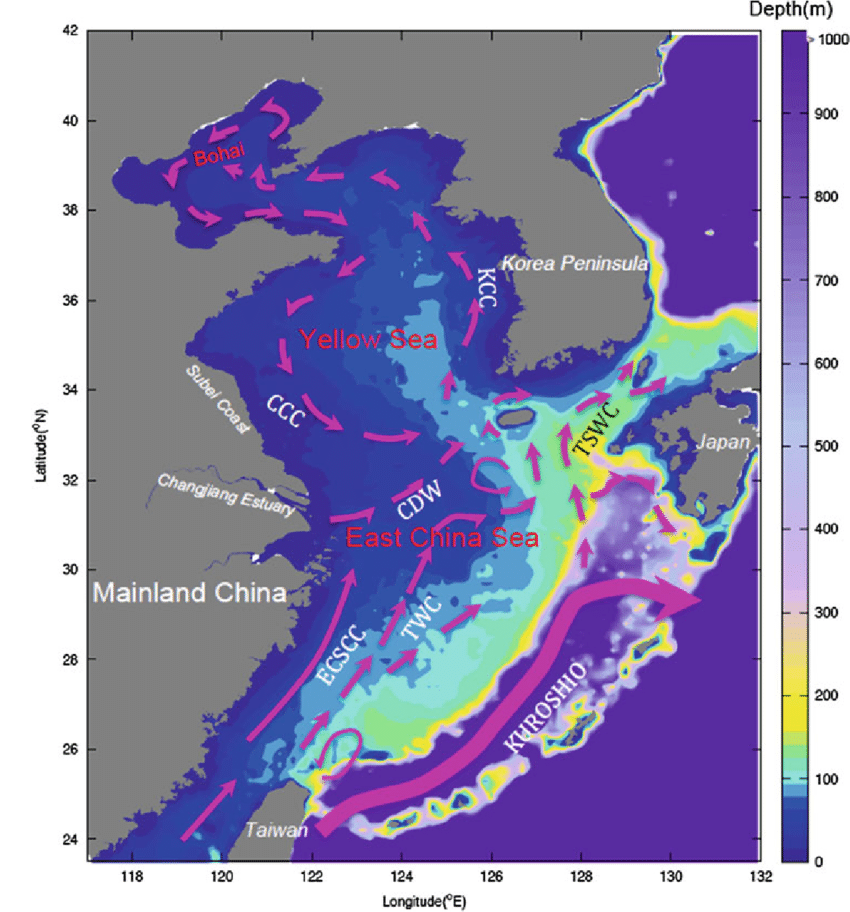 Depth(m)
42
40
38
36
34
32
30
28
26
24
Latitude(°N)
118
120
122
124
126
128
130
132
Longitude(°E)
> 1000
900
800
700
600
500
400
300
200
100
0
Bohai
Korea Peninsula
KCC
Yellow Sea
Subei Coast
CCC
TSWC
Japan
Changjiang Estuary
CDW
East China Sea
Mainland China
ECSCC
TWC
KUROSHIO
Taiwan